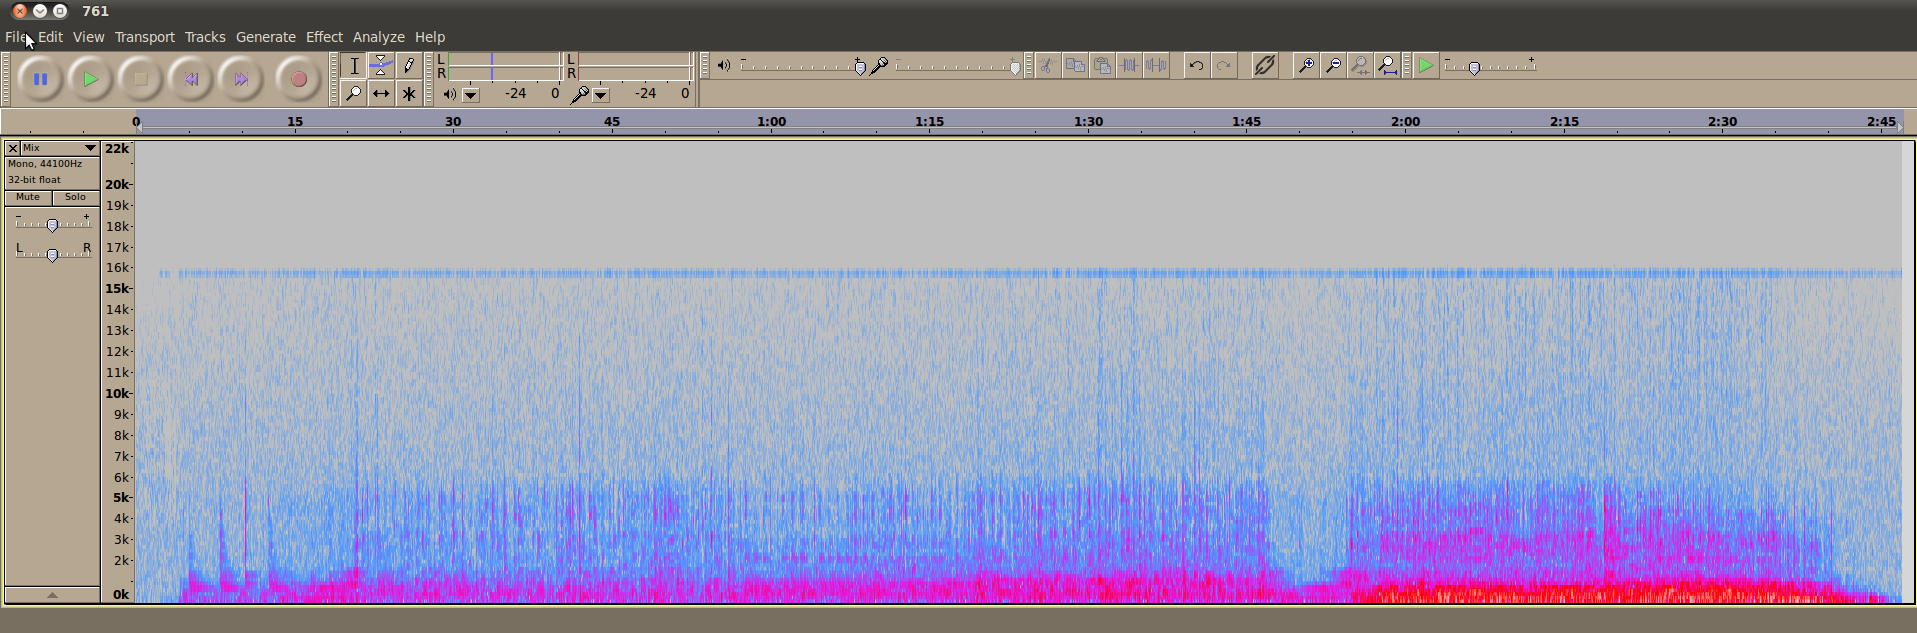 761
File Edit View Transport Tracks Generate Effect Analyze Help
L L
R R
-24 0 -24 0
0 15 30 45 1:00 1:15 1:30 1:45 2:00 2:15 2:30 2:45
Mix
Mono, 44100Hz
32-bit float
Mute Solo
- +
L R
22k
20k
19k
18k
17k
16k
15k
14k
13k
12k
11k
10k
9k
8k
7k
6k
5k
4k
3k
2k
0k